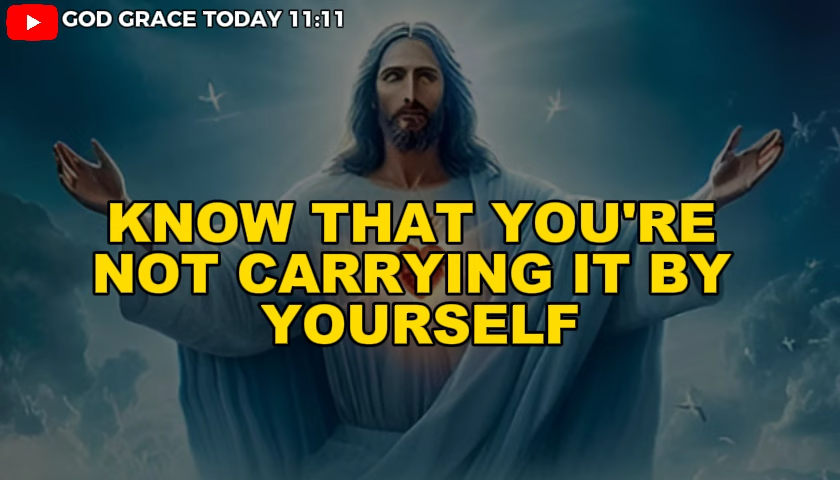 GOD GRACE TODAY 11:11
KNOW THAT YOU'RE
NOT CARRYING IT BY
YOURSELF